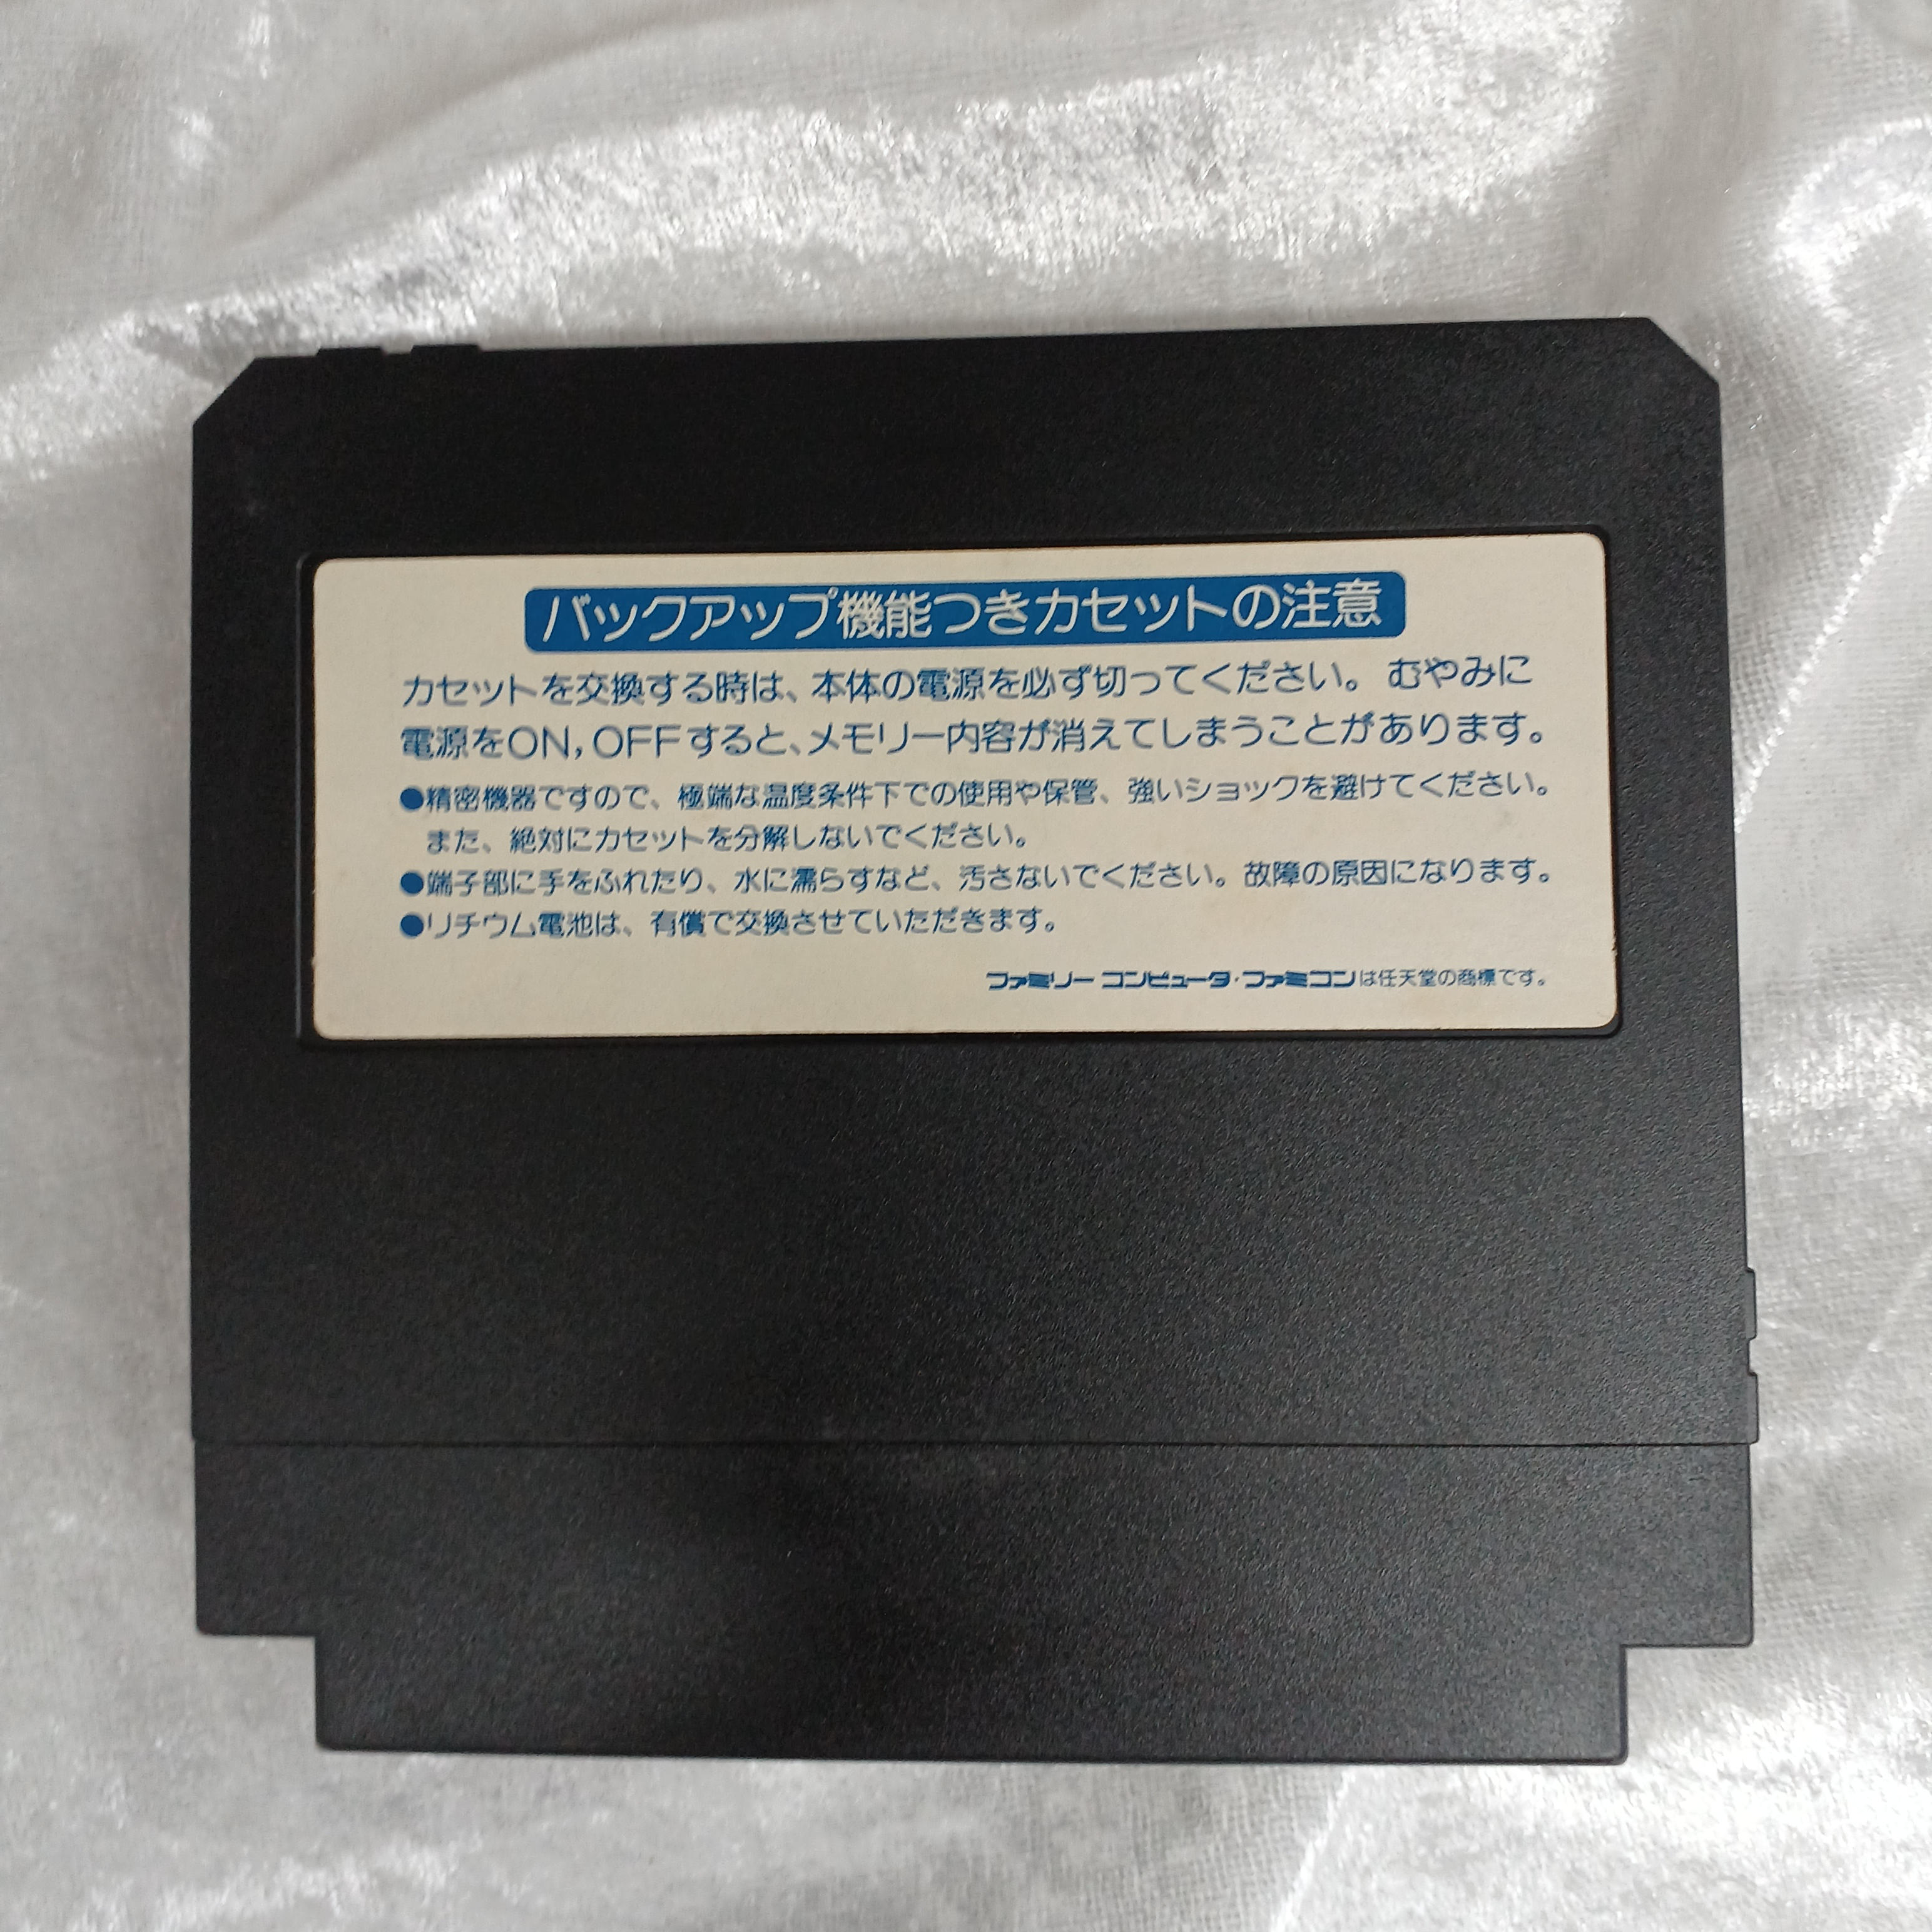 バックアップ機能つきカセットの注意
カセットを交換する時は、本体の電源を必ず切ってください。むやみに
電源をON,OFFすると、メモリー内容が消えてしまうことがあります。
●精密機器ですので、極端な温度条件下での使用や保管、強いショックを避けてください。
また、絶対にカセットを分解しないでください。
●端子部に手をふれたり、水に濡らすなど、汚さないでください。故障の原因になります。
●リチウム電池は、有償で交換させていただきます。
ファミリーコンピュータ・ファミコンは任天堂の商標です。